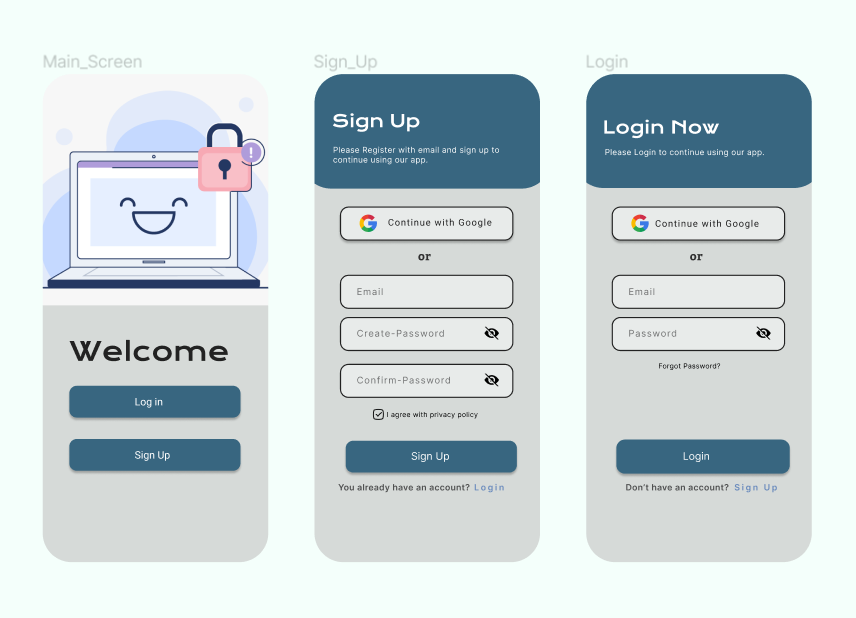 Main_Screen
Welcome
Log in
Sign Up
Sign_Up
Sign Up
Please Register with email and sign up to
continue using our app.
Continue with Google
or
Email
Create-Password
Confirm-Password
I agree with privacy policy
Sign Up
You already have an account? Login
Login
Login Now
Please Login to continue using our app.
Continue with Google
or
Email
Password
Forgot Password?
Login
Don't have an account? Sign Up